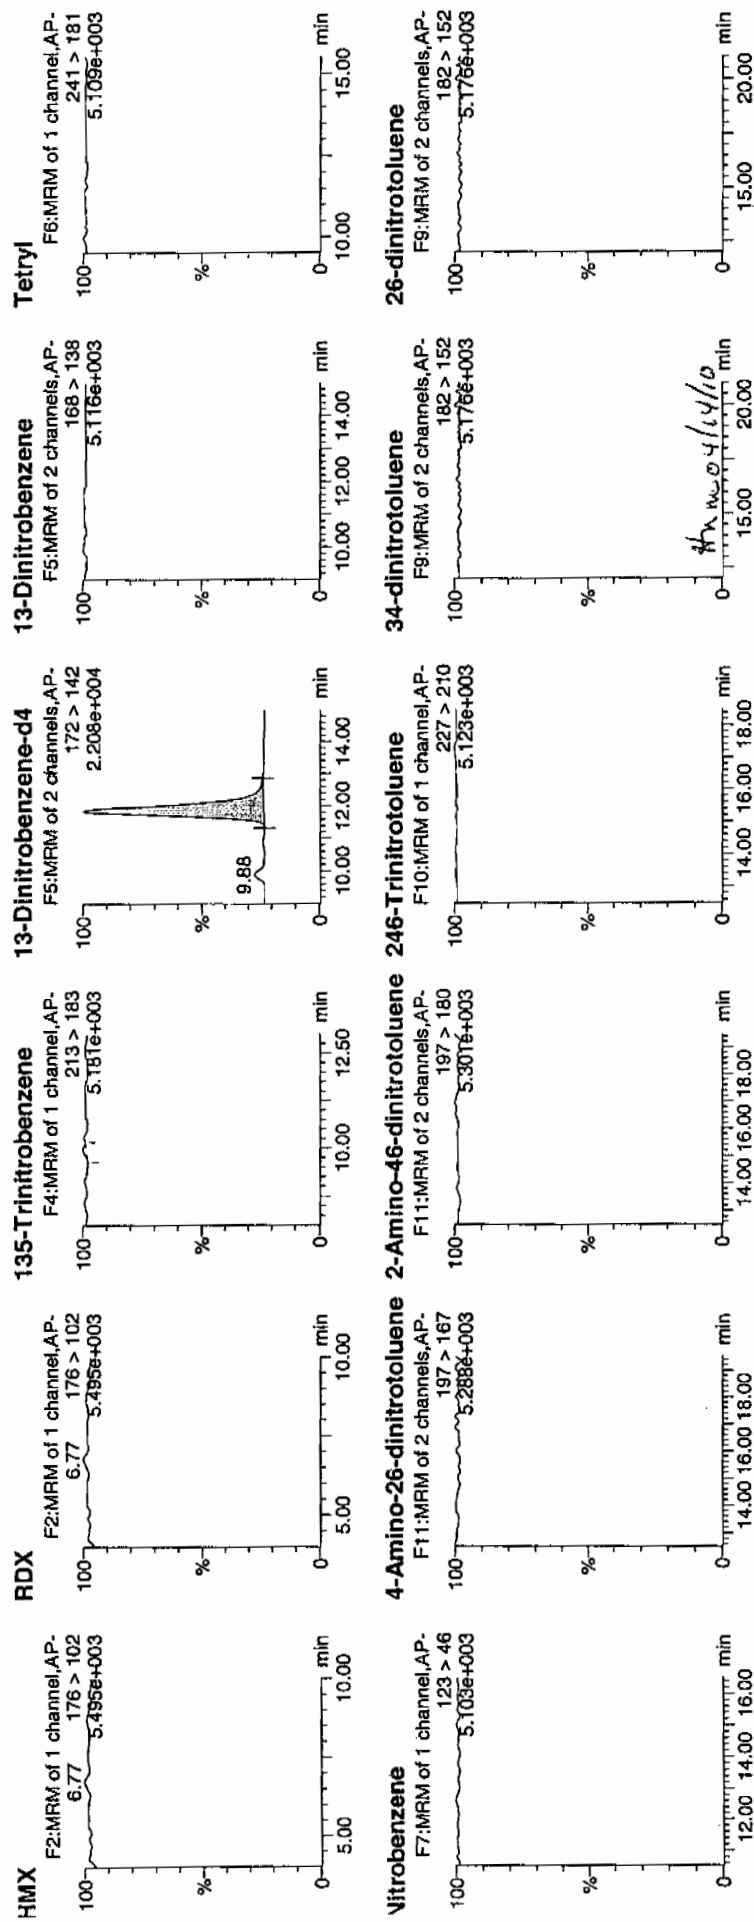 HMX
F2:MRM of 1 channel,AP-
6.77 176 > 102
5.495e+003
100
%
0
5.00 10.00 min
RDX
F2:MRM of 1 channel,AP-
6.77 176 > 102
5.495e+003
100
%
0
5.00 10.00 min
135-Trinitrobenzene
F4:MRM of 1 channel,AP-
213 > 183
5.181e+003
100
%
0
10.00 12.50 min
13-Dinitrobenzene-d4
F5:MRM of 2 channels,AP-
172 > 142
2.208e+004
100
%
9.88
0
10.00 12.00 14.00 min
13-Dinitrobenzene
F5:MRM of 2 channels,AP-
168 > 138
5.116e+003
100
%
0
10.00 12.00 14.00 min
Tetryl
F6:MRM of 1 channel,AP-
241 > 181
5.109e+003
100
%
0
10.00 15.00 min
Nitrobenzene
F7:MRM of 1 channel,AP-
123 > 46
5.103e+003
100
%
0
12.00 14.00 16.00 min
4-Amino-26-dinitrotoluene
F11:MRM of 2 channels,AP-
197 > 167
5.288e+003
100
%
0
14.00 16.00 18.00 min
2-Amino-46-dinitrotoluene
F11:MRM of 2 channels,AP-
197 > 180
5.301e+003
100
%
0
14.00 16.00 18.00 min
246-Trinitrotoluene
F10:MRM of 1 channel,AP-
227 > 210
5.123e+003
100
%
0
14.00 16.00 18.00 min
34-dinitrotoluene
F9:MRM of 2 channels,AP-
182 > 152
5.176e+003
100
%
04/14/10
0
15.00 20.00 min
26-dinitrotoluene
F9:MRM of 2 channels,AP-
182 > 152
5.176e+003
100
%
0
15.00 20.00 min